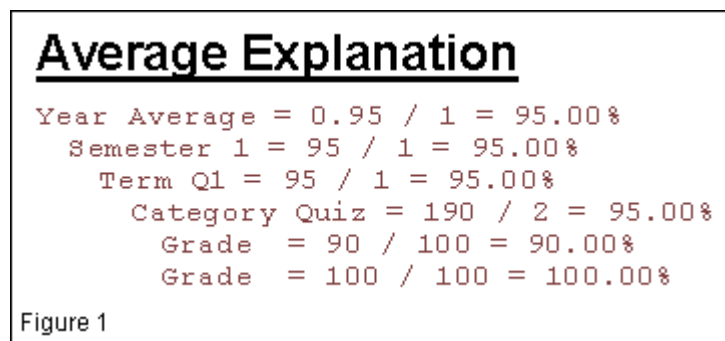 Average Explanation
Year Average = 0.95 / 1 = 95.00%
Semester 1 = 95 / 1 = 95.00%
Term Q1 = 95 / 1 = 95.00%
Category Quiz = 190 / 2 = 95.00%
Grade = 90 / 100 = 90.00%
Grade = 100 / 100 = 100.00%
Figure 1